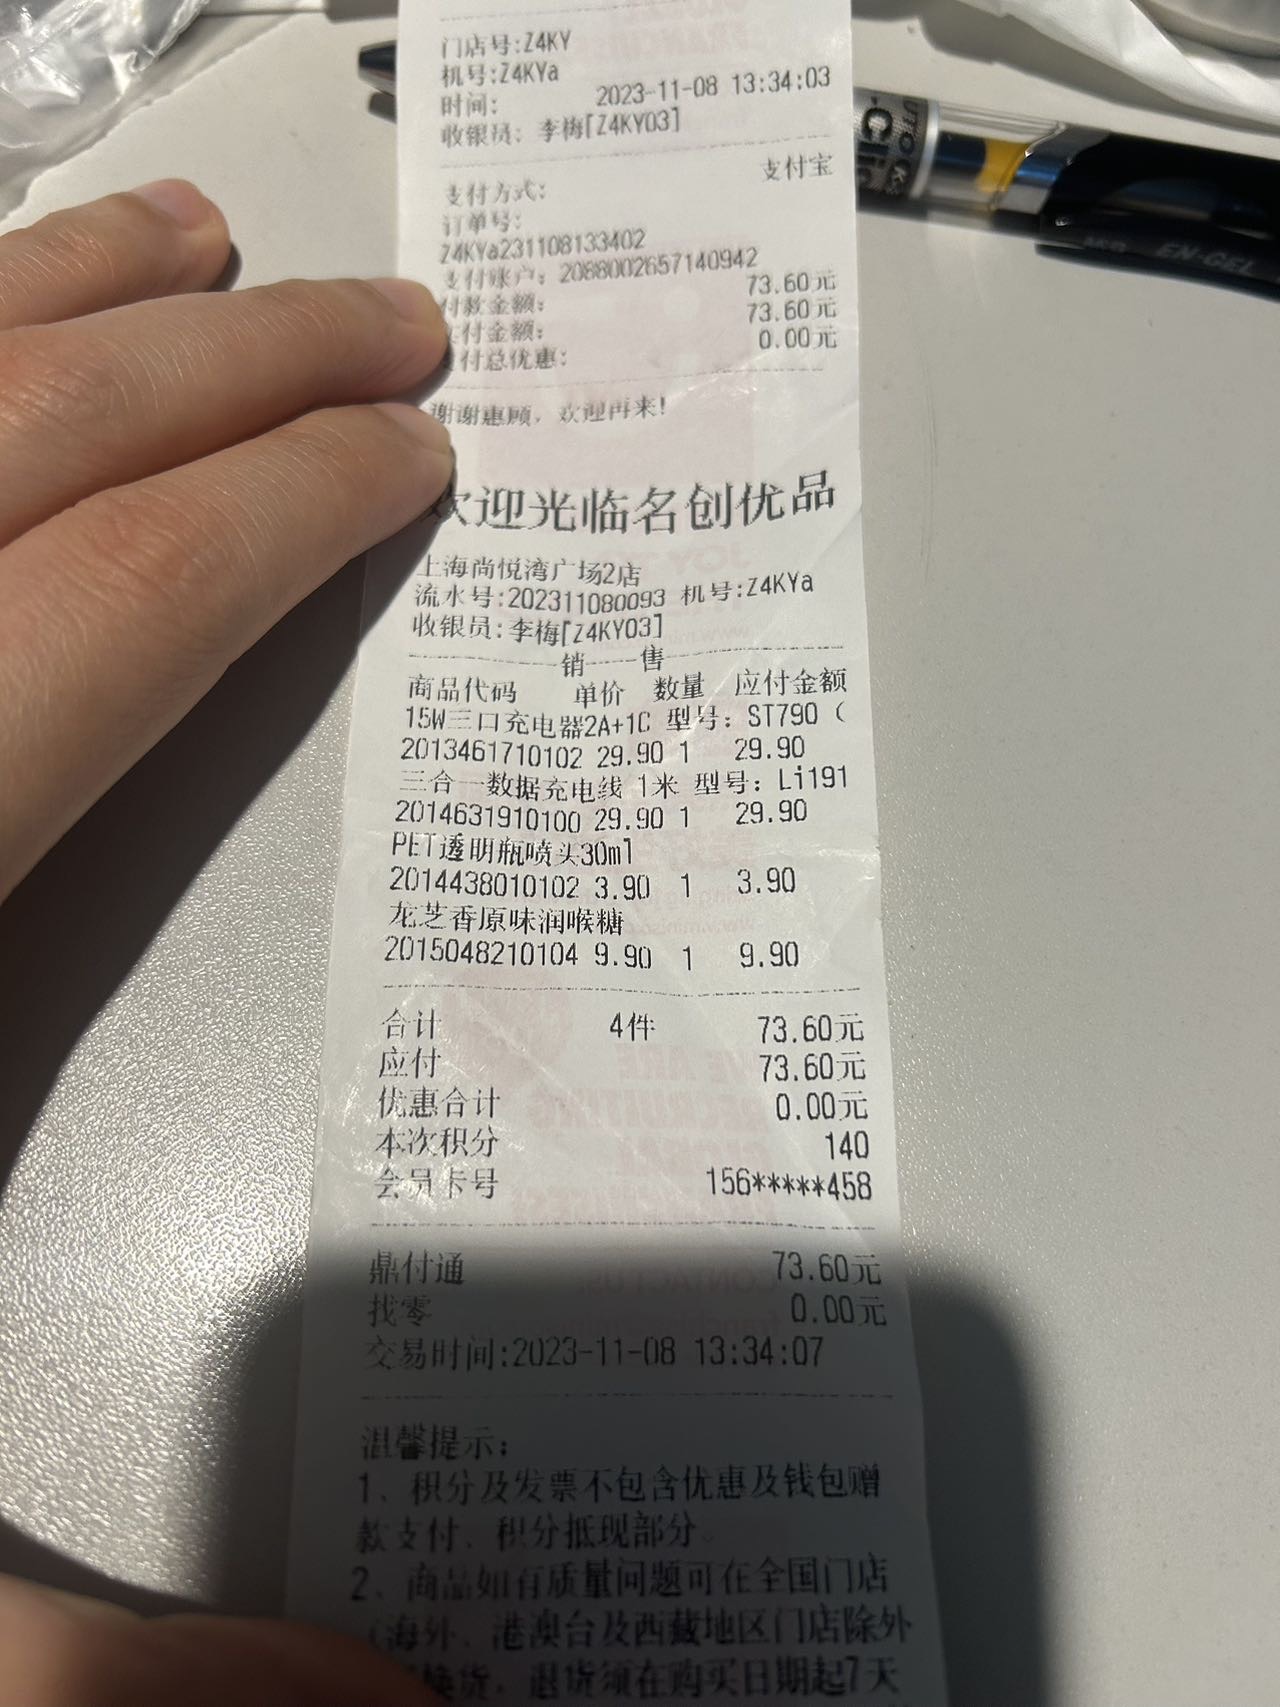 门店号:Z4KY
机号:Z4KYa
时间: 2023-11-08 13:34:03
收银员: 李梅[Z4KY03]
支付方式: 支付宝
订单号:
Z4KYa231108133402
支付账户: 2088002657140942
付款金额: 73.60元
付金额: 73.60元
付总优惠: 0.00元
谢谢惠顾, 欢迎再来!
欢迎光临名创优品
上海尚悦湾广场2店
流水号:202311080093 机号:Z4KYa
收银员:李梅[Z4KY03]
销 售
商品代码 单价 数量 应付金额
15W三口充电器2A+1C 型号: ST790 (
2013461710102 29.90 1 29.90
三合一数据充电线 1米 型号: Li191
2014631910100 29.90 1 29.90
PET透明瓶喷头30ml
2014438010102 3.90 1 3.90
龙芝香原味润喉糖
2015048210104 9.90 1 9.90
合计 4件 73.60元
应付 73.60元
优惠合计 0.00元
本次积分 140
会员卡号 156*****458
鼎付通 73.60元
找零 0.00元
交易时间:2023-11-08 13:34:07
温馨提示:
1、积分及发票不包含优惠及钱包赠
款支付、积分抵现部分。
2、商品如有质量问题可在全国门店
(海外、港澳台及西藏地区门店除外
换货, 退货须在购买日期起7天